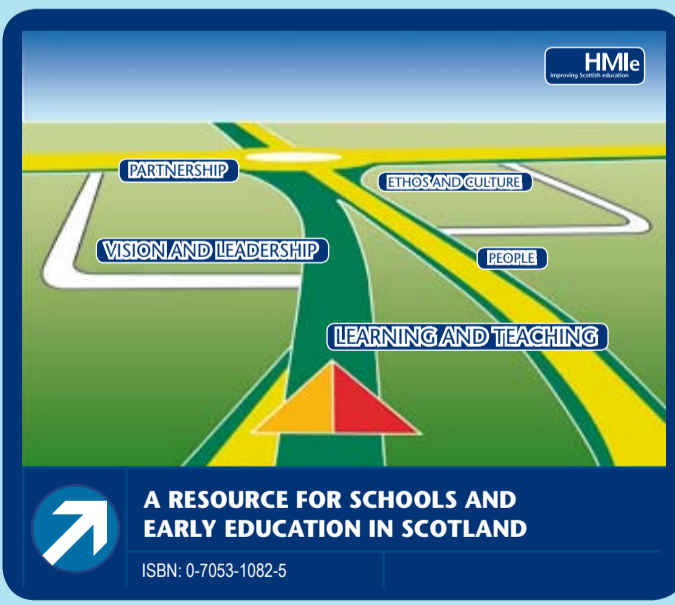 HMIe
improving Scottish education
PARTNERSHIP
ETHOS AND CULTURE
VISION AND LEADERSHIP
PEOPLE
LEARNING AND TEACHING
A RESOURCE FOR SCHOOLS AND
EARLY EDUCATION IN SCOTLAND
ISBN: 0-7053-1082-5